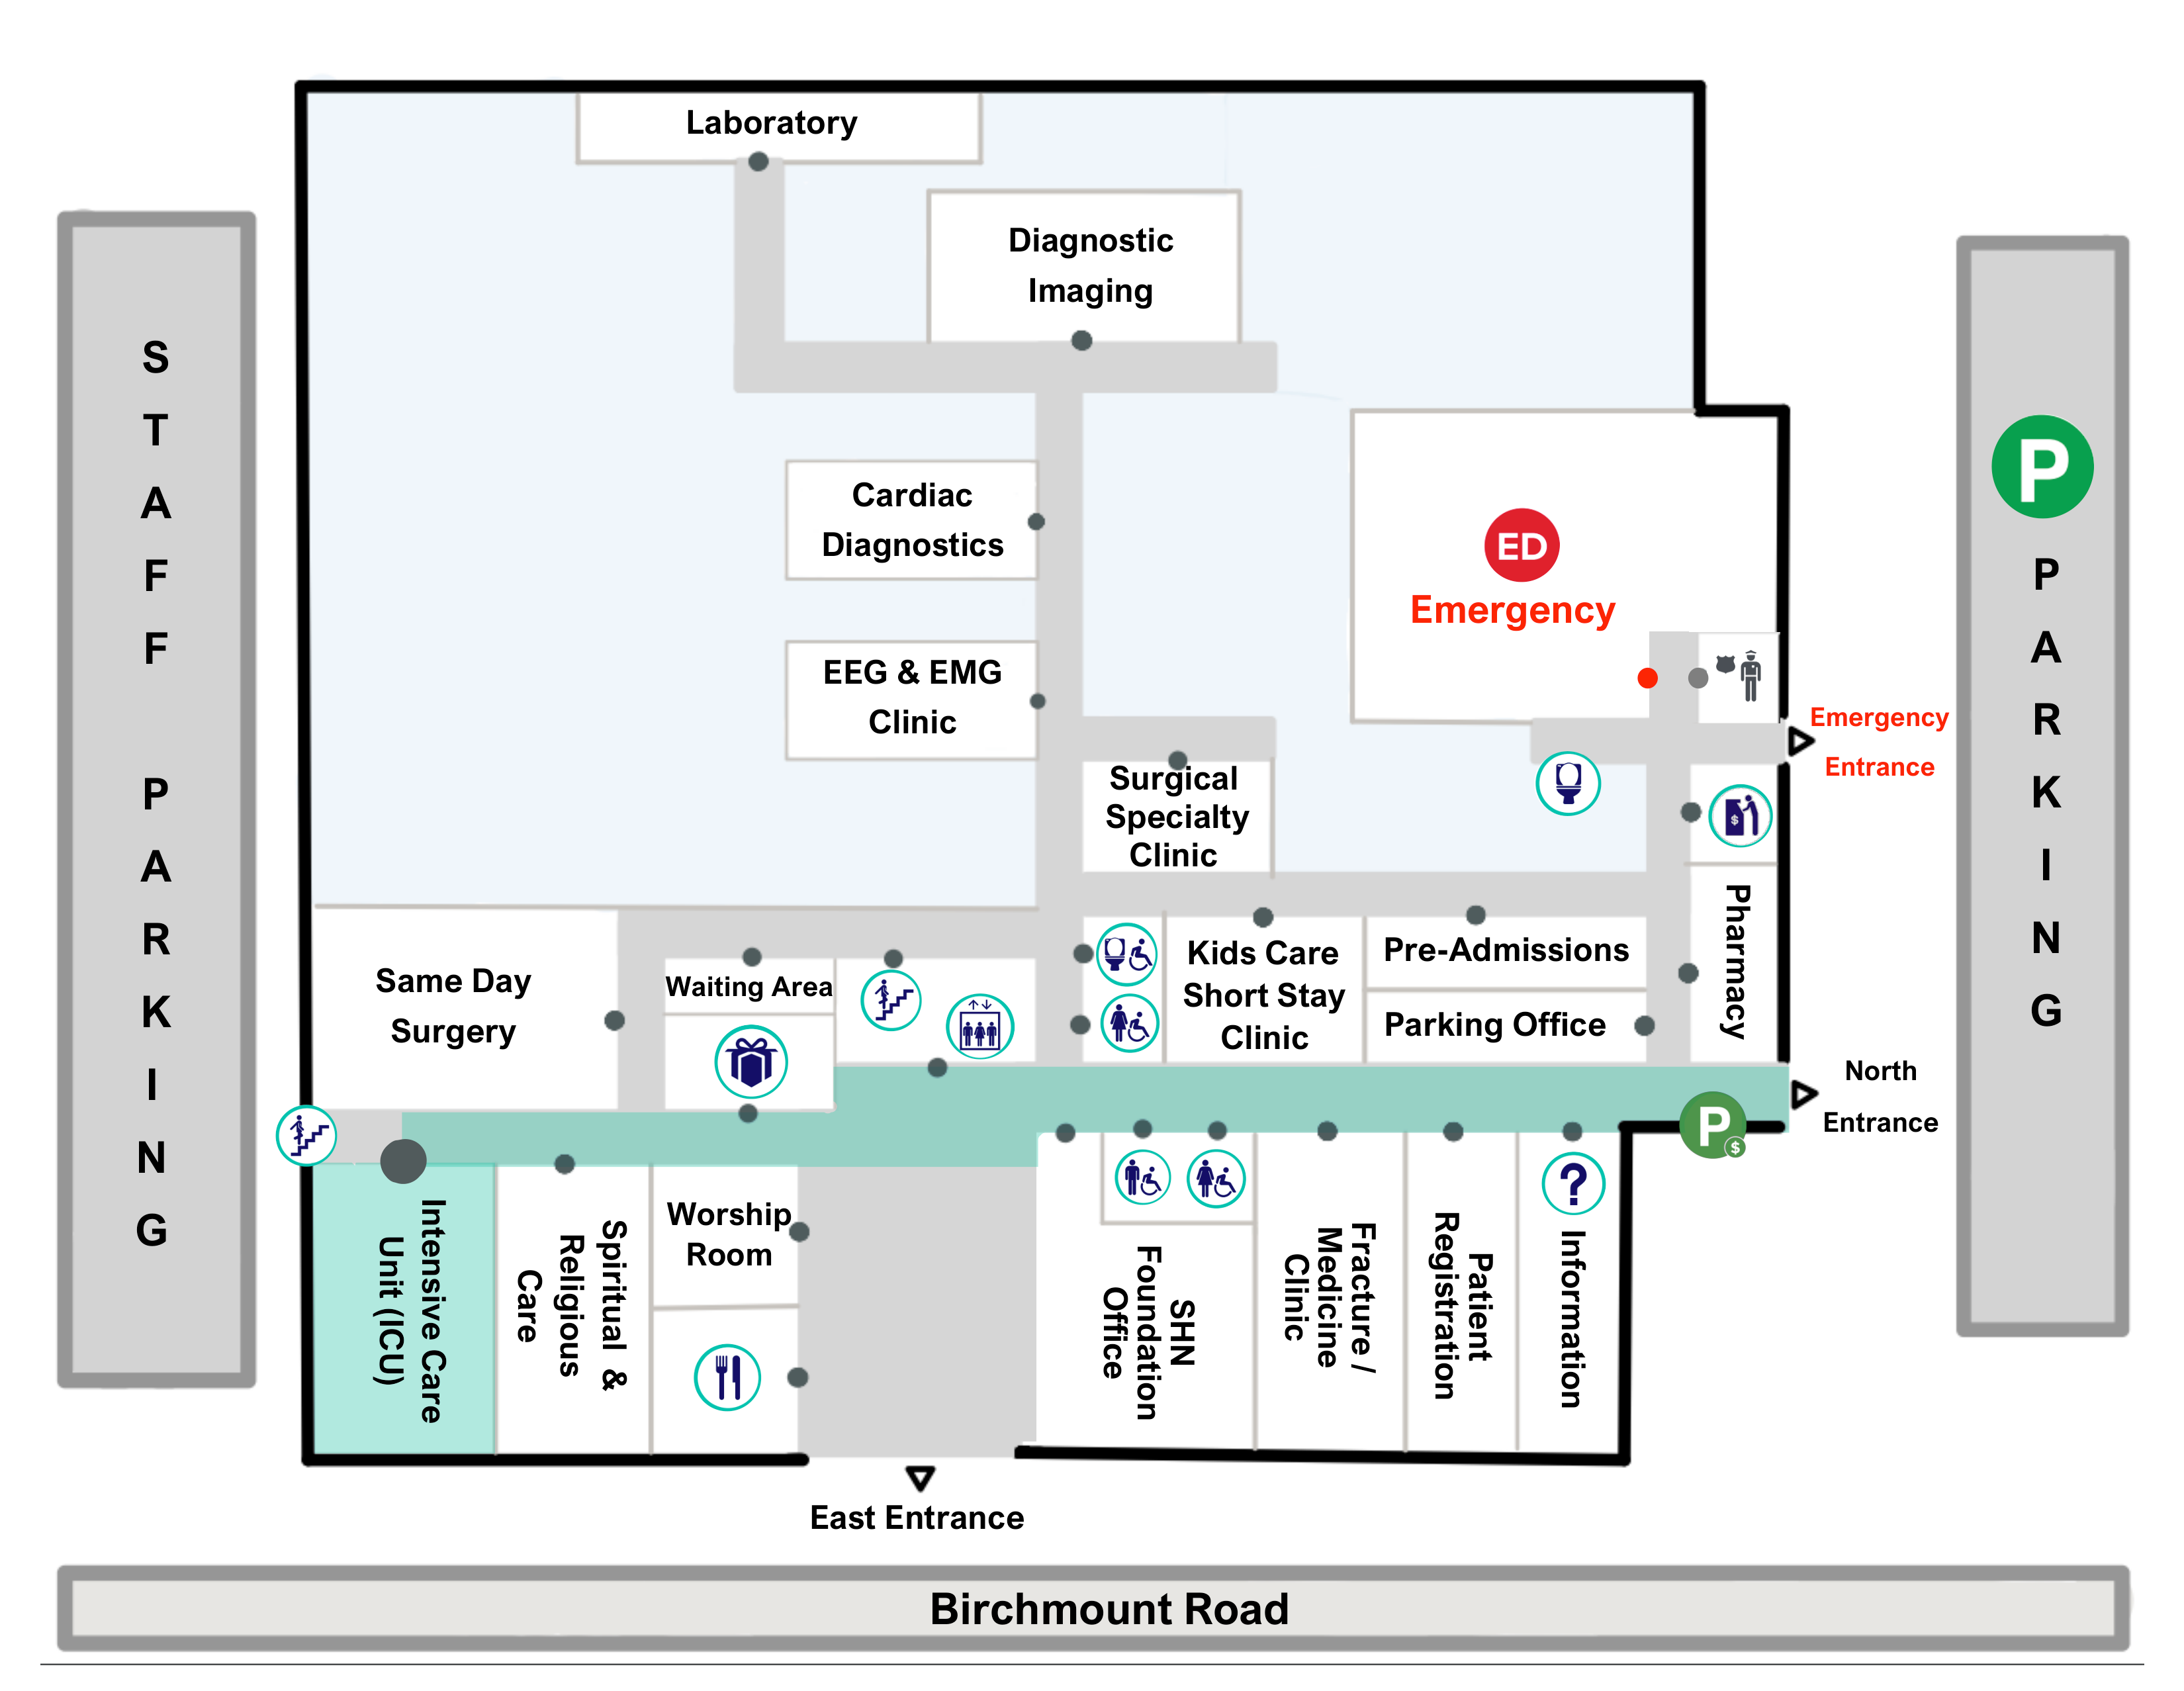 Laboratory
Diagnostic
Imaging
STAFF PARKING
P
PARKING
Cardiac
Diagnostics
ED
Emergency
EEG & EMG
Clinic
Emergency
Entrance
Surgical
Specialty
Clinic
$
Pharmacy
Same Day
Surgery
Waiting Area
Kids Care
Short Stay
Clinic
Pre-Admissions
Parking Office
North
Entrance
P
$
?
Intensive Care
Unit (ICU)
Spiritual &
Religious
Care
Worship
Room
SHN
Foundation
Office
Fracture /
Medicine
Clinic
Patient
Registration
Information
East Entrance
Birchmount Road